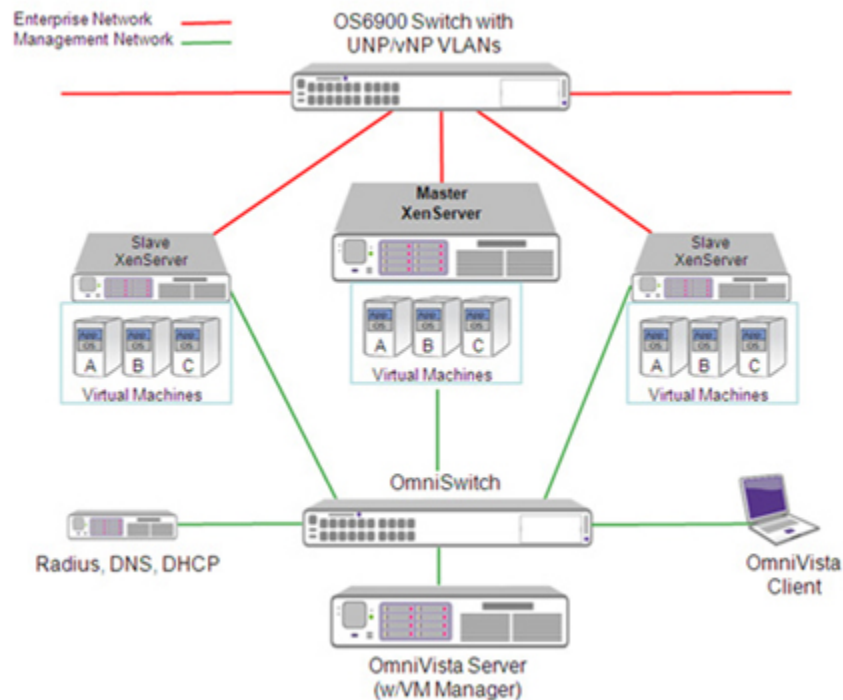 Enterprise Network
Management Network
OS6900 Switch with
UNP/vNP VLANs
Master
XenServer
Slave
XenServer
Slave
XenServer
App
OS
App
OS
App
OS
A
B
C
Virtual Machines
App
OS
App
OS
App
OS
A
B
C
Virtual Machines
App
OS
App
OS
App
OS
A
B
C
Virtual Machines
OmniSwitch
Radius, DNS, DHCP
OmniVista
Client
OmniVista Server
(w/VM Manager)